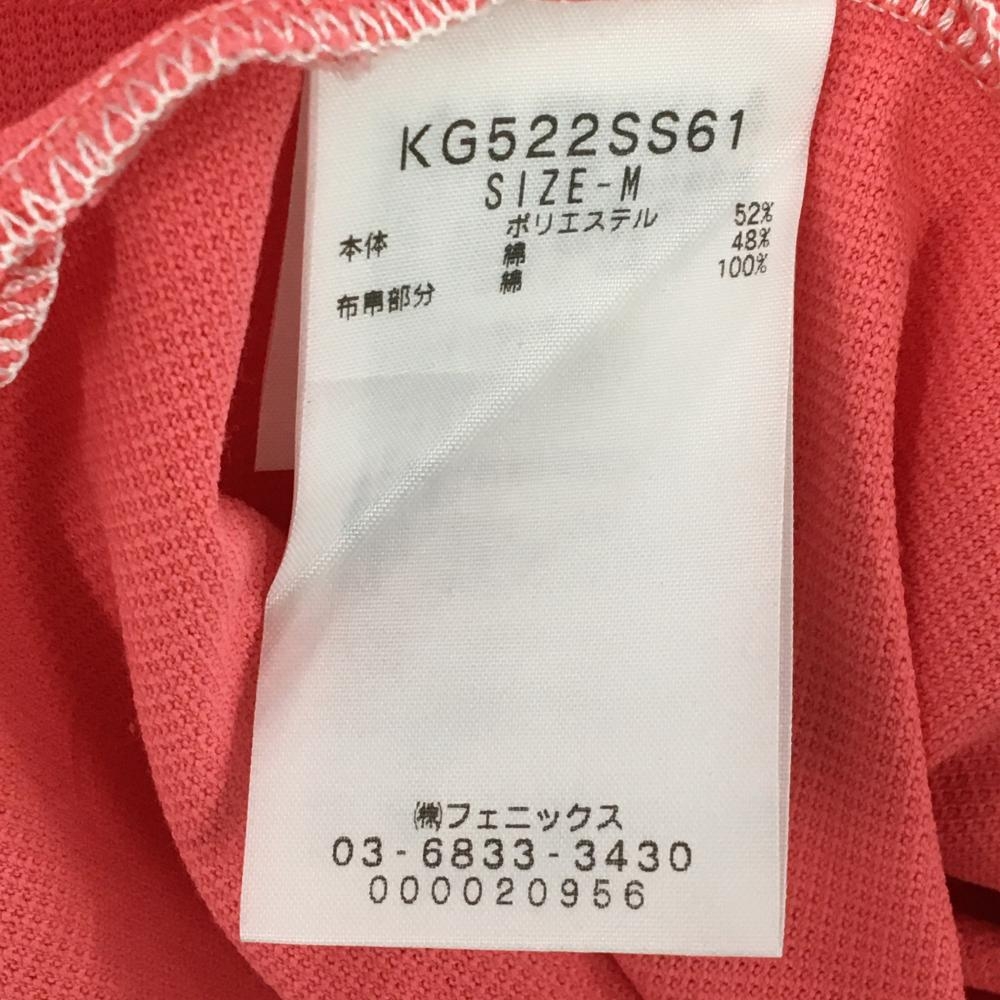 KG522SS61
SIZE-M
本体 ポリエステル 52%
綿 48%
布帛部分 綿 100%
㈱フェニックス
03-6833-3430
000020956